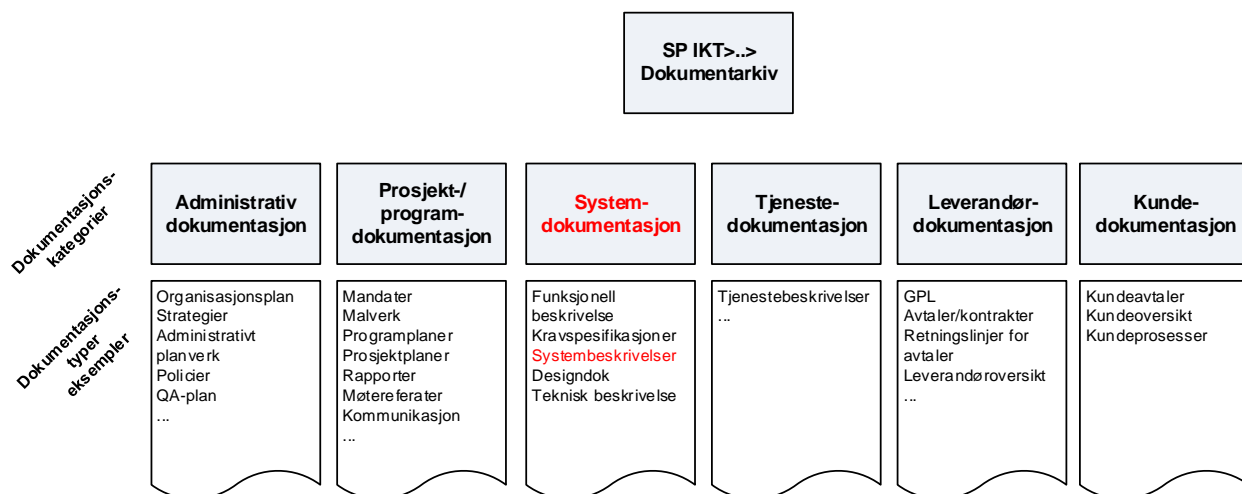 SP IKT>..>
Dokumentarkiv
Dokumentasjons-
kategorier
Administrativ
dokumentasjon
Prosjekt-/
program-
dokumentasjon
System-
dokumentasjon
Tjeneste-
dokumentasjon
Leverandør-
dokumentasjon
Kunde-
dokumentasjon
Dokumentasjons-
typer
eksempler
Organisasjonsplan
Strategier
Administrativt
planverk
Policier
QA-plan
...
Mandater
Malverk
Programplaner
Prosjektplaner
Rapporter
Møtereferater
Kommunikasjon
...
Funksjonell
beskrivelse
Kravspesifikasjoner
Systembeskrivelser
Designdok
Teknisk beskrivelse
Tjenestebeskrivelser
...
GPL
Avtaler/kontrakter
Retningslinjer for
avtaler
Leverandøroversikt
...
Kundeavtaler
Kundeoversikt
Kundeprosesser